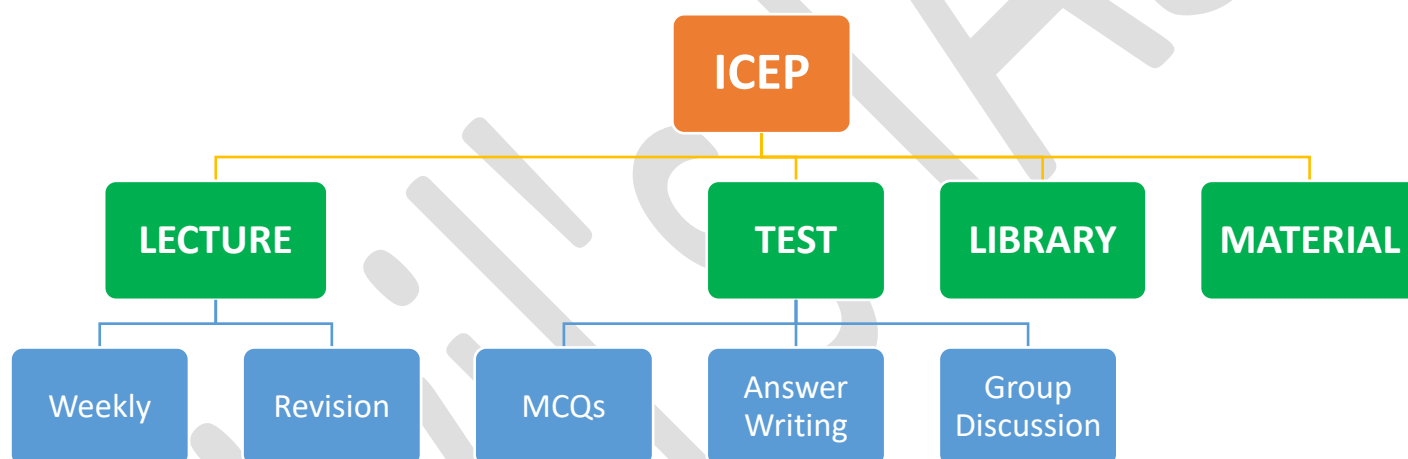 ICEP
LECTURE
TEST
LIBRARY
MATERIAL
Weekly
Revision
MCQs
Answer
Writing
Group
Discussion